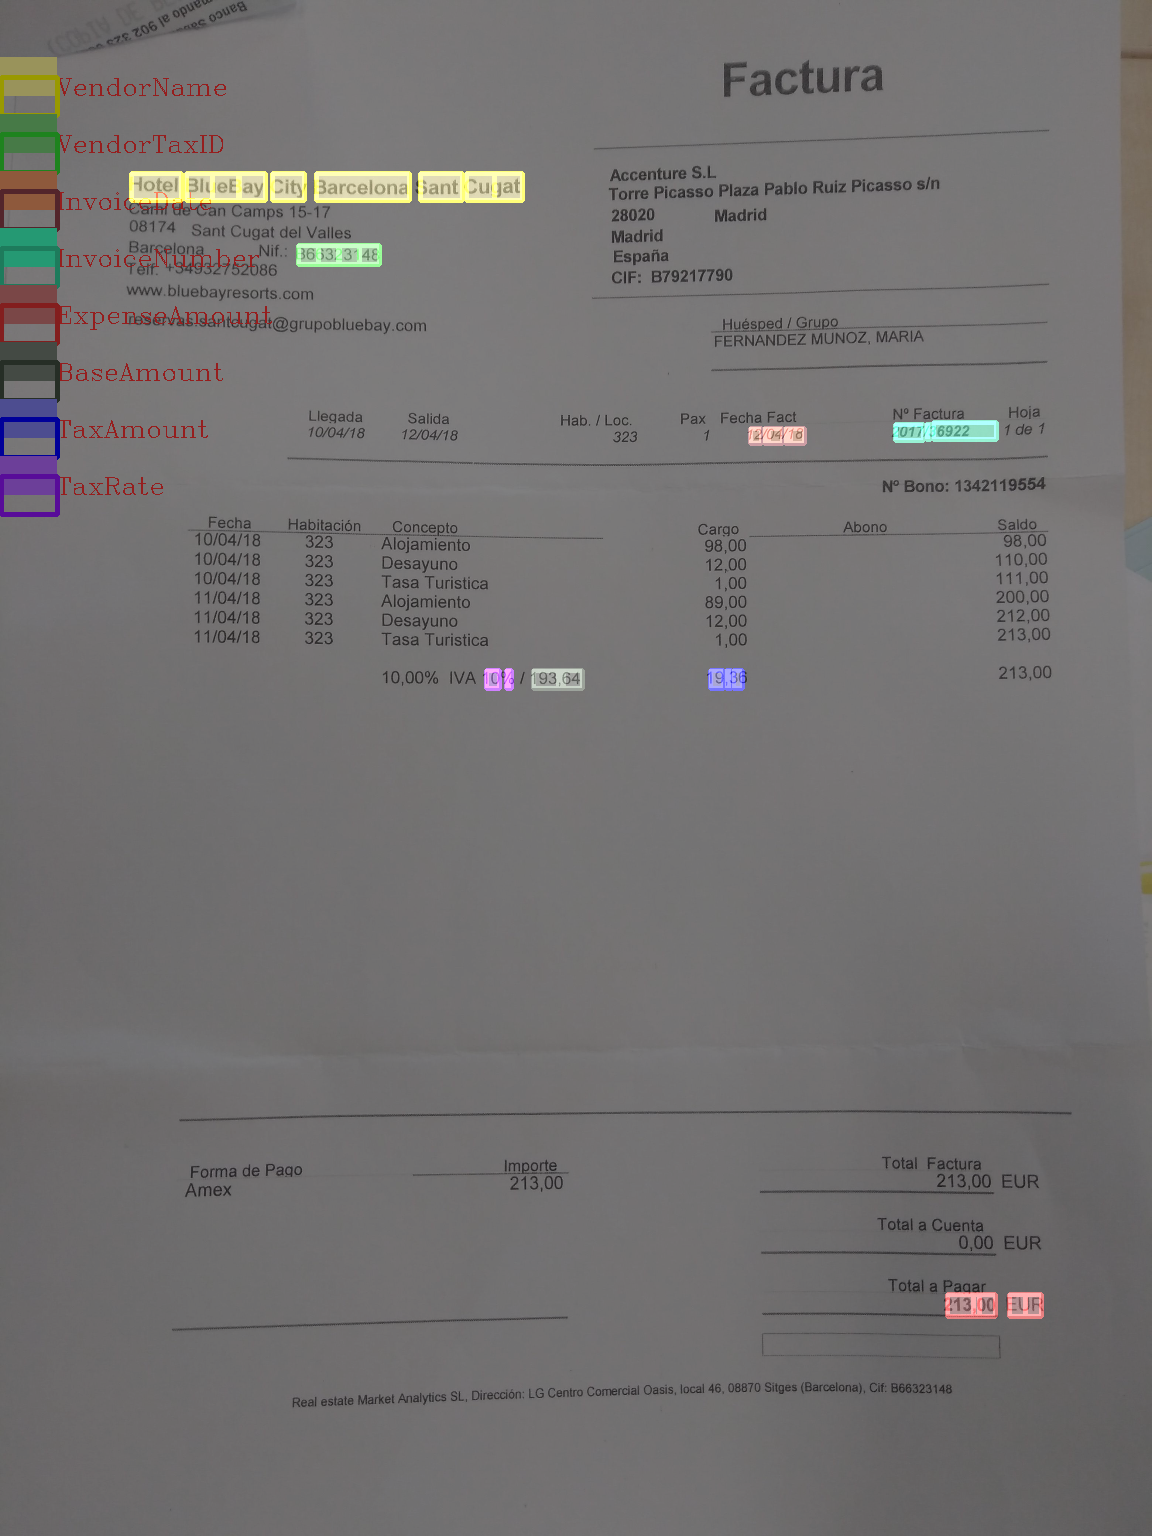 Factura
VendorName
VendorTaxID
InvoiceDate
InvoiceNumber
ExpenseAmount
BaseAmount
TaxAmount
TaxRate
Hotel BlueBay City Barcelona Sant Cugat
Camí de Can Camps 15-17
08174 Sant Cugat del Valles
Barcelona Nif.: B66323148
Telf: +34932752086
www.bluebayresorts.com
reservas.santcugat@grupobluebay.com
Accenture S.L
Torre Picasso Plaza Pablo Ruiz Picasso s/n
28020 Madrid
Madrid
España
CIF: B79217790
Huésped / Grupo
FERNANDEZ MUNOZ, MARIA
Llegada Salida Hab. / Loc. Pax Fecha Fact Nº Factura Hoja
10/04/18 12/04/18 323 1 12/04/18 2017/16922 1 de 1
Nº Bono: 1342119554
Fecha Habitación Concepto Cargo Abono Saldo
10/04/18 323 Alojamiento 98,00 98,00
10/04/18 323 Desayuno 12,00 110,00
10/04/18 323 Tasa Turistica 1,00 111,00
11/04/18 323 Alojamiento 89,00 200,00
11/04/18 323 Desayuno 12,00 212,00
11/04/18 323 Tasa Turistica 1,00 213,00
10,00% IVA 10% / 193,64 19,36 213,00
Forma de Pago Importe
Amex 213,00
Total Factura
213,00 EUR
Total a Cuenta
0,00 EUR
Total a Pagar
213,00 EUR
Real estate Market Analytics SL, Dirección: LG Centro Comercial Oasis, local 46, 08870 Sitges (Barcelona), Cif: B66323148